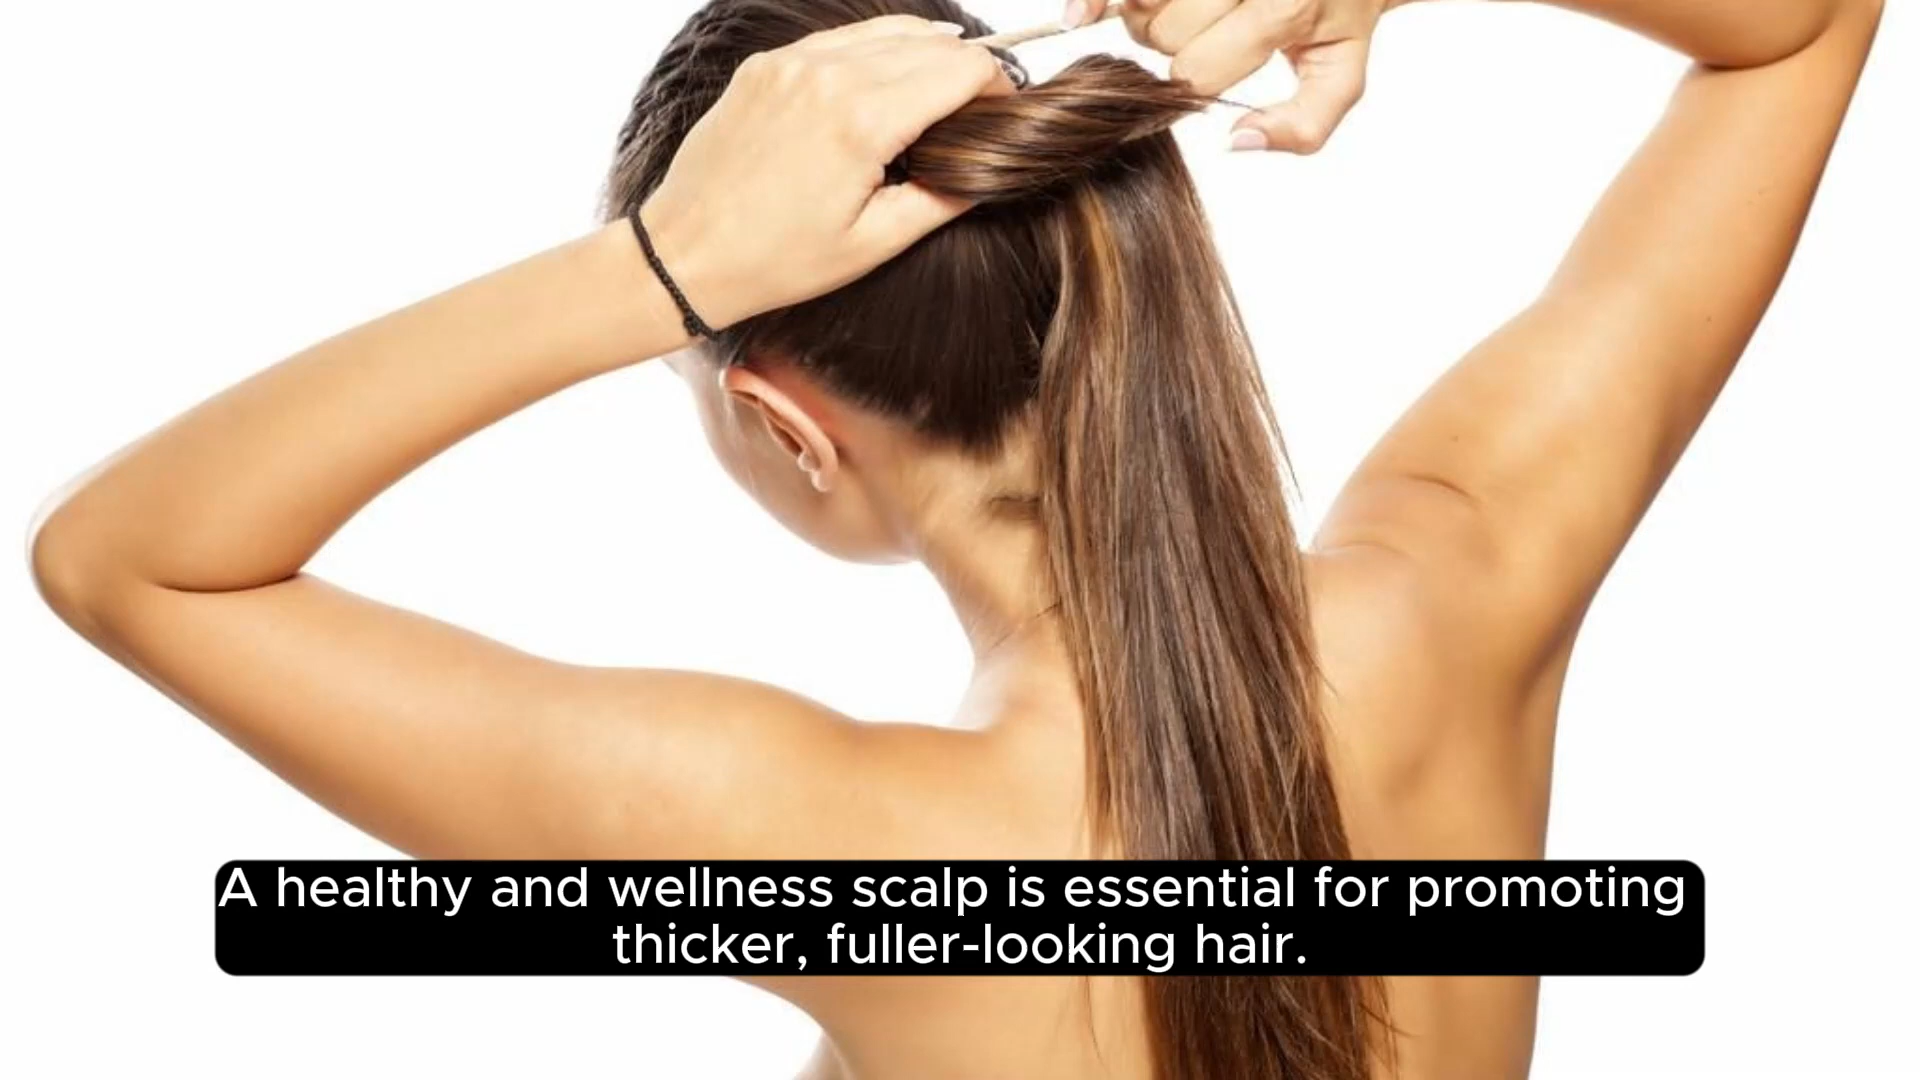 A healthy and wellness scalp is essential for promoting
thicker, fuller-looking hair.